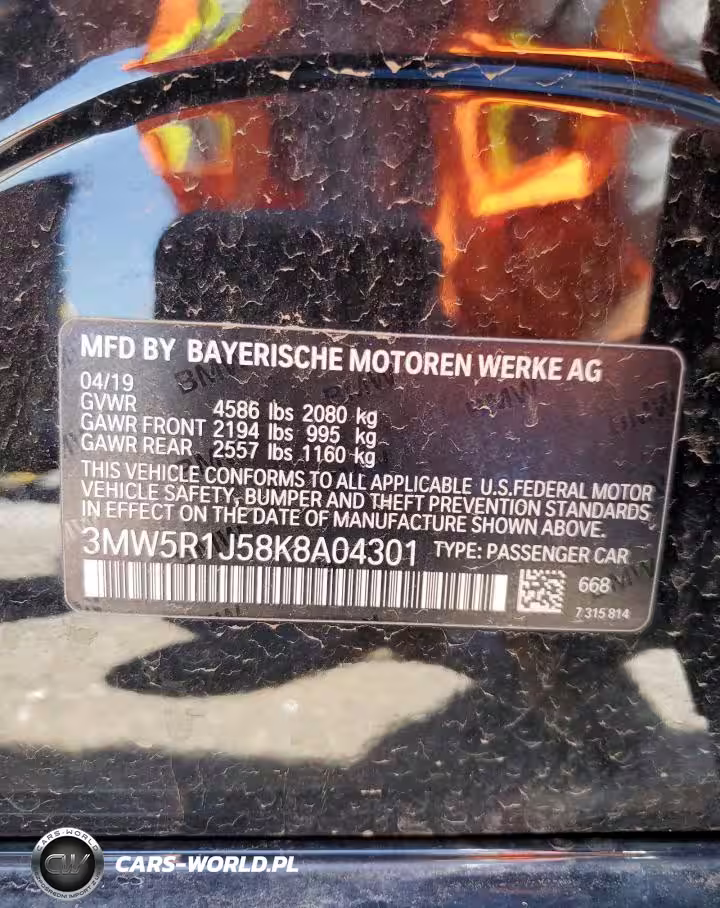 MFD BY BAYERISCHE MOTOREN WERKE AG
04/19
GVWR 4586 lbs 2080 kg
GAWR FRONT 2194 lbs 995 kg
GAWR REAR 2557 lbs 1160 kg
THIS VEHICLE CONFORMS TO ALL APPLICABLE U.S.FEDERAL MOTOR
VEHICLE SAFETY, BUMPER AND THEFT PREVENTION STANDARDS
IN EFFECT ON THE DATE OF MANUFACTURE SHOWN ABOVE.
3MW5R1J58K8A04301 TYPE: PASSENGER CAR
668
7 315 814
CARS-WORLD
CW
CARS-WORLD.PL